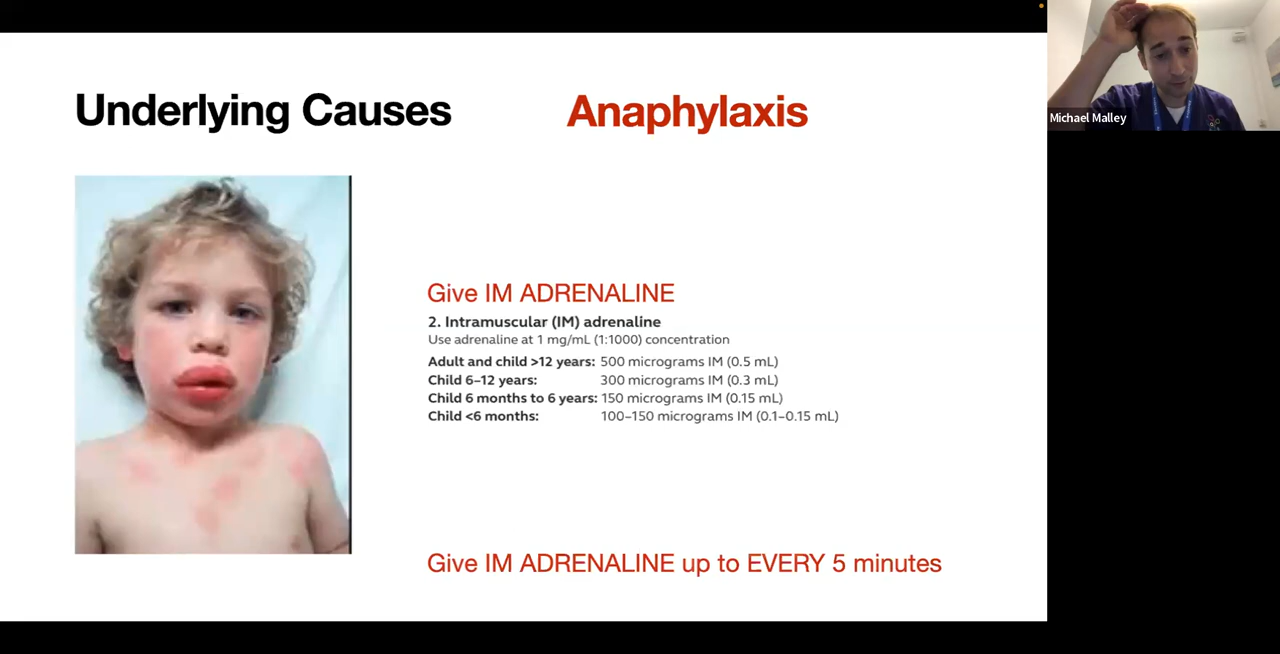 Underlying Causes
Anaphylaxis
Give IM ADRENALINE
2. Intramuscular (IM) adrenaline
Use adrenaline at 1 mg/mL (1:1000) concentration
Adult and child >12 years: 500 micrograms IM (0.5 mL)
Child 6–12 years: 300 micrograms IM (0.3 mL)
Child 6 months to 6 years: 150 micrograms IM (0.15 mL)
Child <6 months: 100–150 micrograms IM (0.1–0.15 mL)
Give IM ADRENALINE up to EVERY 5 minutes
Michael Malley